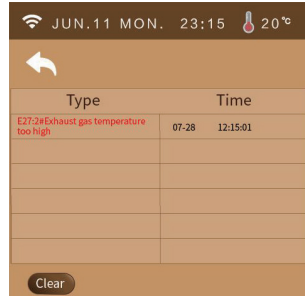 JUN.11 MON. 23:15 20℃
Type Time
E27:2#Exhaust gas temperature
too high 07-28 12:15:01
Clear